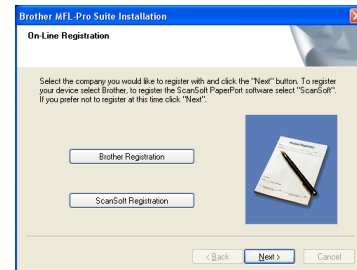 Brother MFL-Pro Suite Installation
On-Line Registration
Select the company you would like to register with and click the "Next" button. To register
your device select Brother, to register the ScanSoft PaperPort software select "ScanSoft".
If you prefer not to register at this time click "Next".
Brother Registration
ScanSoft Registration
< Back
Next >
Cancel